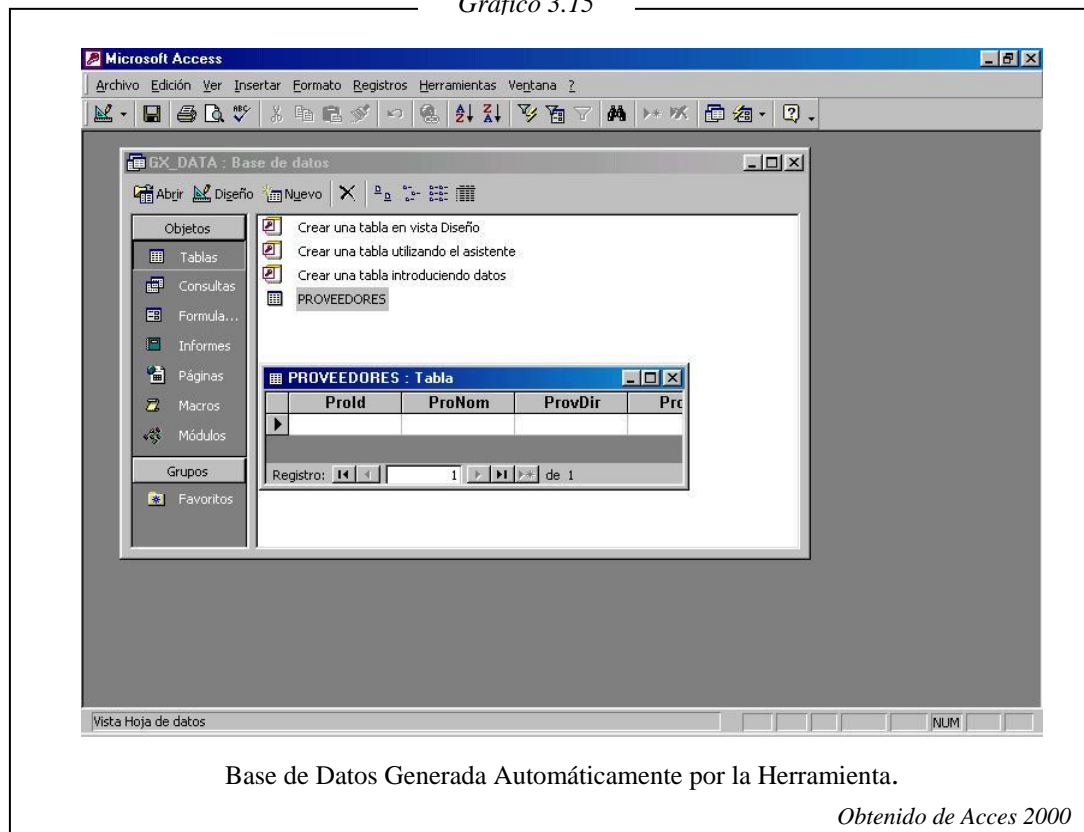 Gráfico 3.15
Microsoft Access
Archivo Edición Ver Insertar Formato Registros Herramientas Ventana ?
GX_DATA : Base de datos
Abrir Diseño Nuevo
Objetos
Tablas
Consultas
Formula...
Informes
Páginas
Macros
Módulos
Grupos
Favoritos
Crear una tabla en vista Diseño
Crear una tabla utilizando el asistente
Crear una tabla introduciendo datos
PROVEEDORES
PROVEEDORES : Tabla
ProId ProNom ProvDir Pro
Registro: 1 de 1
Vista Hoja de datos NUM
Base de Datos Generada Automáticamente por la Herramienta.
Obtenido de Acces 2000